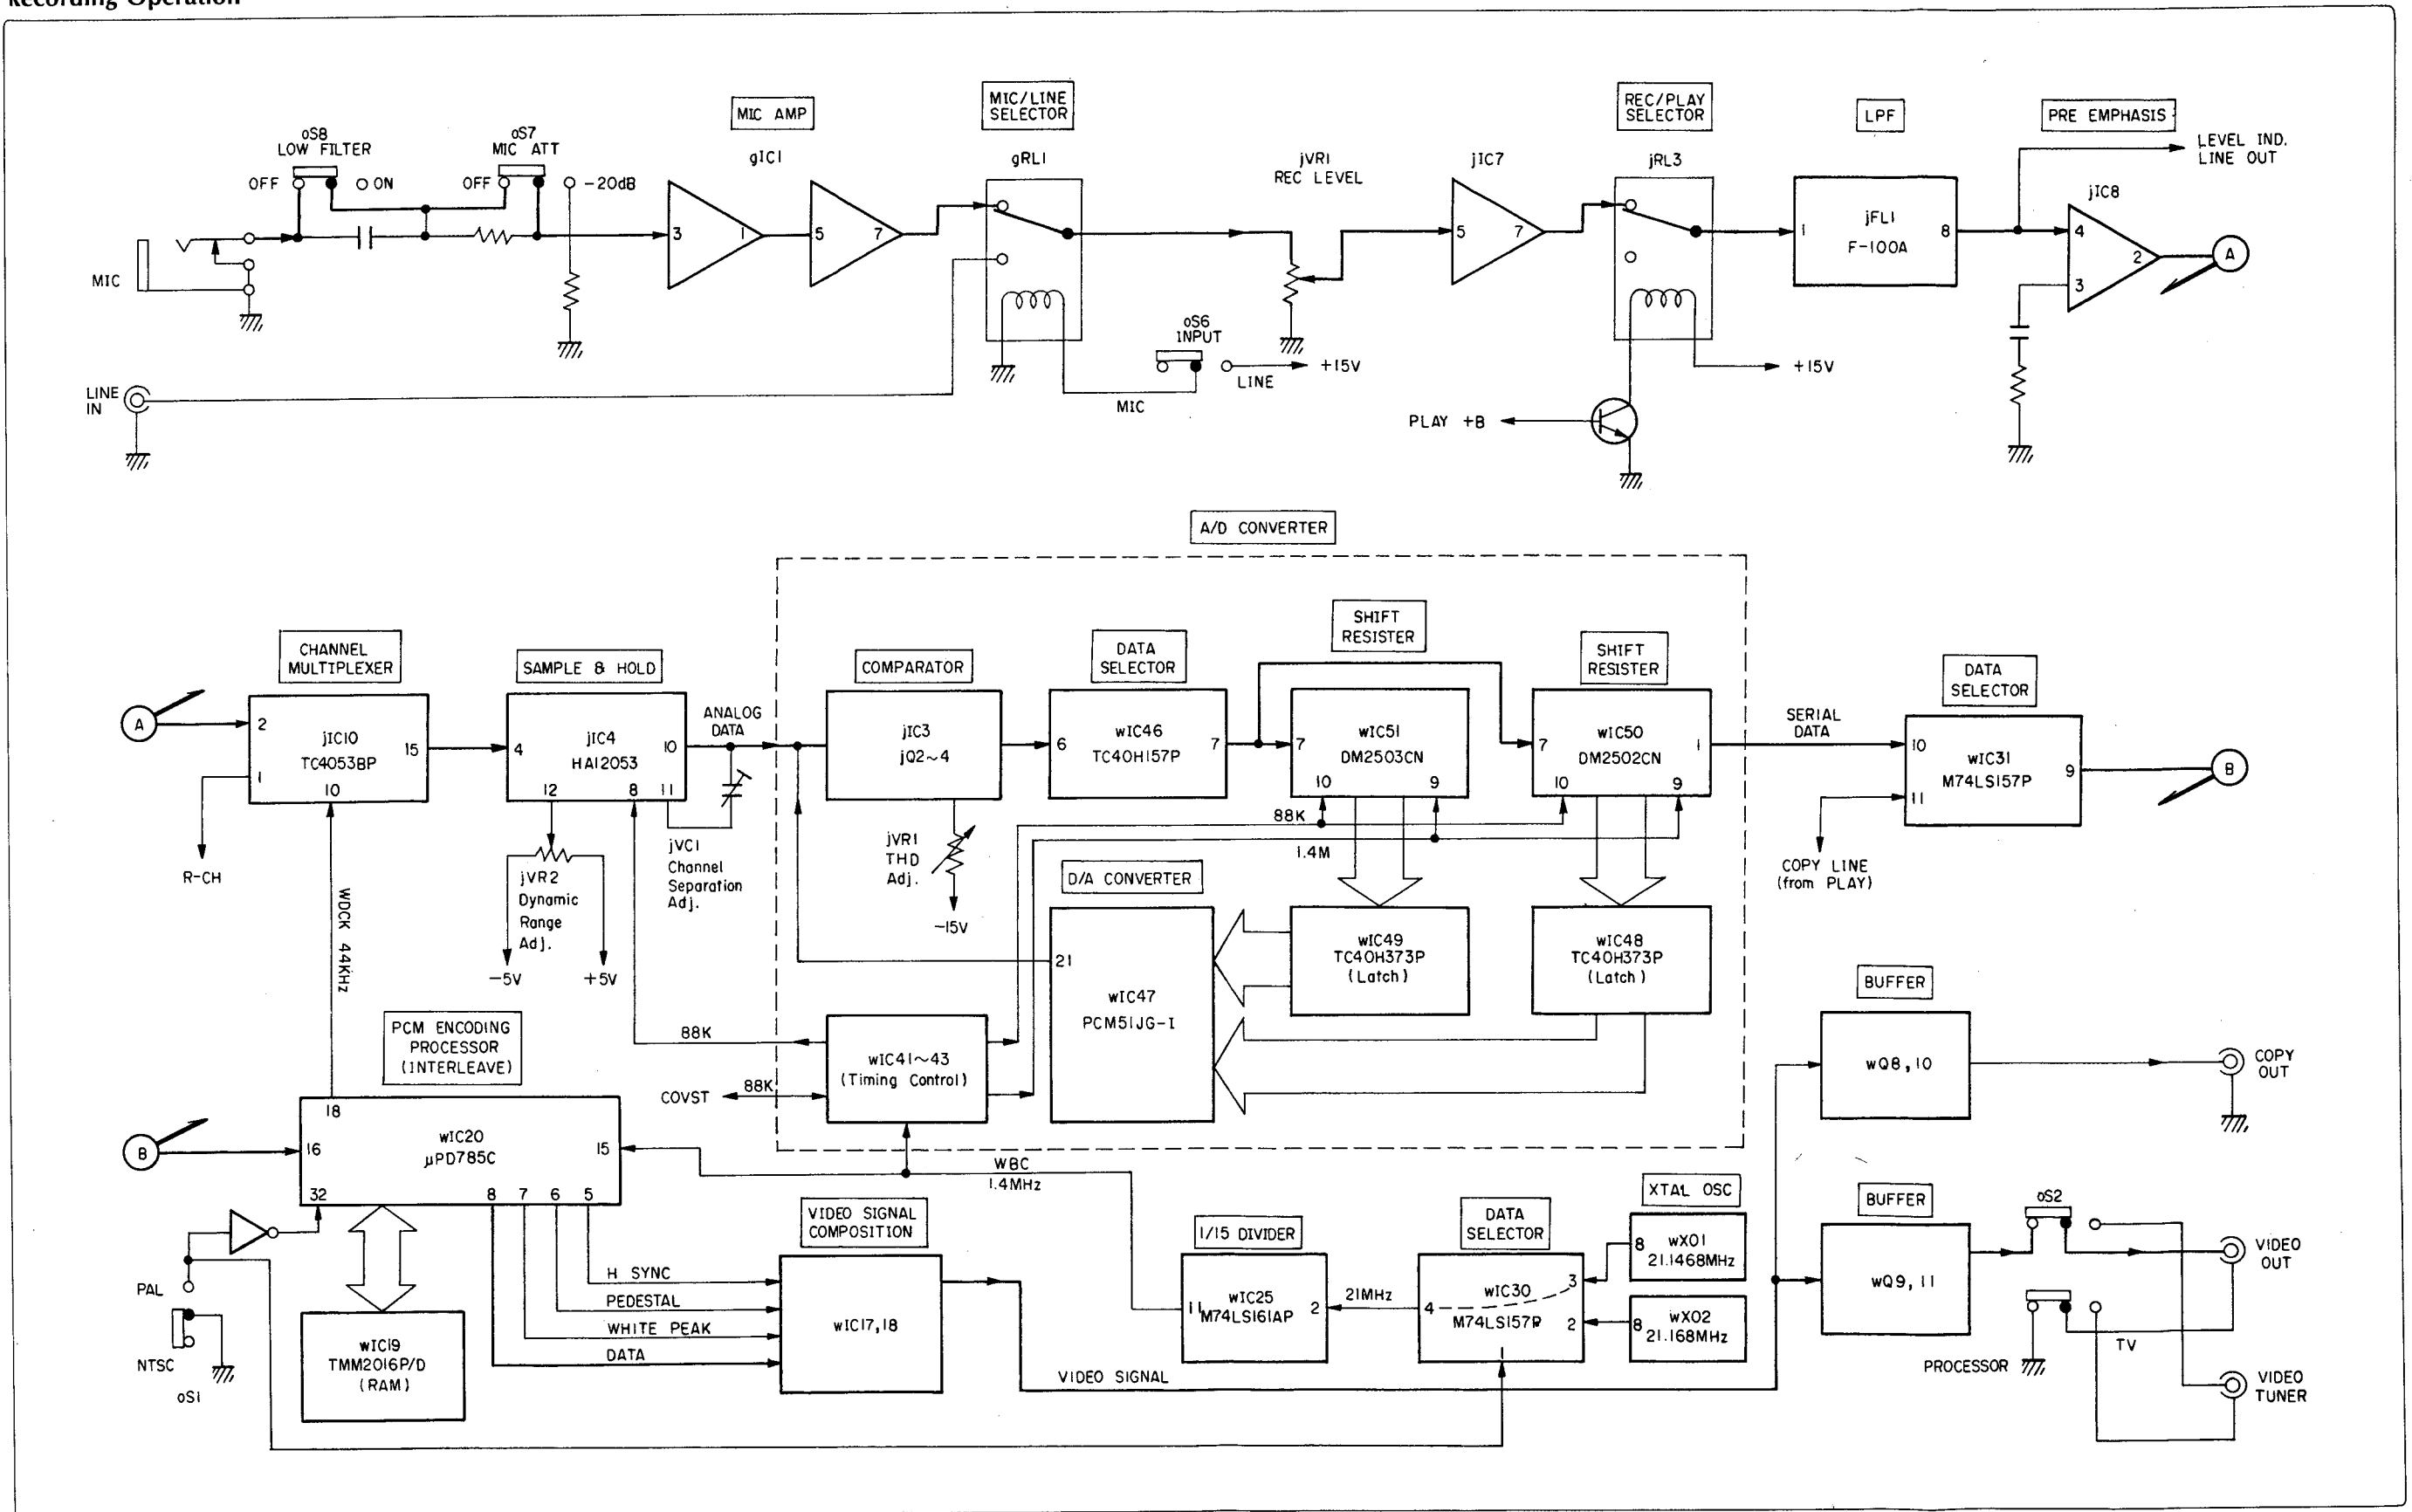 Recording Operation
MIC AMP
MIC/LINE
SELECTOR
REC/PLAY
SELECTOR
LPF
PRE EMPHASIS
oS8
LOW FILTER
OFF
ON
oS7
MIC ATT
OFF
-20dB
gIC1
gRL1
jVR1
REC LEVEL
jIC7
jRL3
jFL1
F-100A
LEVEL IND.
LINE OUT
jIC8
3
1
5
7
5
7
1
8
4
3
2
A
MIC
LINE
IN
oS6
INPUT
LINE
+15V
MIC
+15V
PLAY +B
A/D CONVERTER
CHANNEL
MULTIPLEXER
SAMPLE & HOLD
COMPARATOR
DATA
SELECTOR
SHIFT
RESISTER
SHIFT
RESISTER
DATA
SELECTOR
A
2
jIC10
TC4053BP
15
1
10
R-CH
WDCK 44KHz
4
jIC4
HA12053
10
12
8
11
ANALOG
DATA
jVR2
Dynamic
Range
Adj.
-5V
+5V
jVC1
Channel
Separation
Adj.
jIC3
jQ2~4
jVR1
THD
Adj.
-15V
6
wIC46
TC40H157P
7
7
wIC51
DM2503CN
10
9
7
wIC50
DM2502CN
1
10
9
88K
1.4M
SERIAL
DATA
10
wIC31
M74LS157P
9
11
COPY LINE
(from PLAY)
B
D/A CONVERTER
21
wIC47
PCM51JG-1
wIC49
TC40H373P
(Latch)
wIC48
TC40H373P
(Latch)
88K
wIC41~43
(Timing Control)
COVST
88K
PCM ENCODING
PROCESSOR
(INTERLEAVE)
B
18
16
wIC20
µPD785C
15
32
8
7
6
5
WBC
1.4MHz
BUFFER
wQ8,10
COPY
OUT
PAL
NTSC
oS1
wIC19
TMM2016P/D
(RAM)
H SYNC
PEDESTAL
WHITE PEAK
DATA
VIDEO SIGNAL
COMPOSITION
wIC17,18
VIDEO SIGNAL
1/15 DIVIDER
11
wIC25
M74LS161AP
2
21MHz
DATA
SELECTOR
4
wIC30
M74LS157P
3
2
1
XTAL OSC
8
wX01
21.1468MHz
8
wX02
21.168MHz
BUFFER
wQ9,11
oS2
VIDEO
OUT
PROCESSOR
TV
VIDEO
TUNER